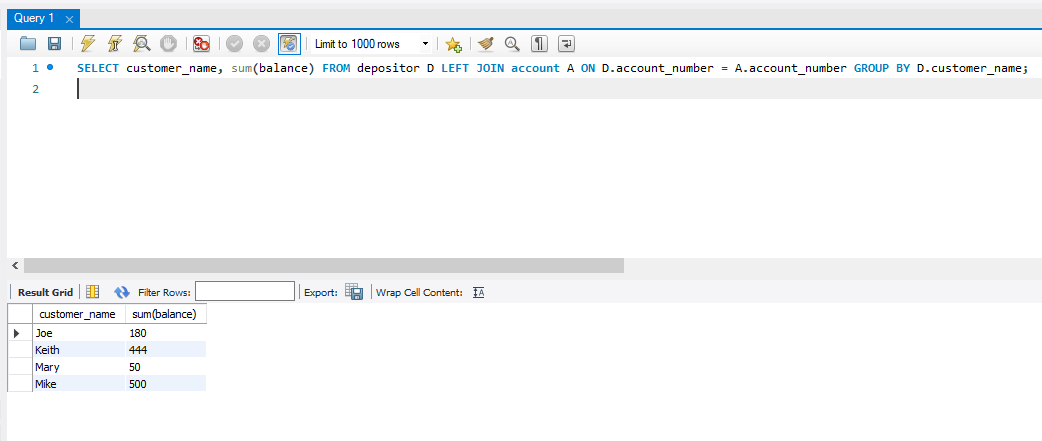 Query 1
Limit to 1000 rows
1 SELECT customer_name, sum(balance) FROM depositor D LEFT JOIN account A ON D.account_number = A.account_number GROUP BY D.customer_name;
2
Result Grid Filter Rows: Export: Wrap Cell Content:
customer_name sum(balance)
Joe 180
Keith 444
Mary 50
Mike 500